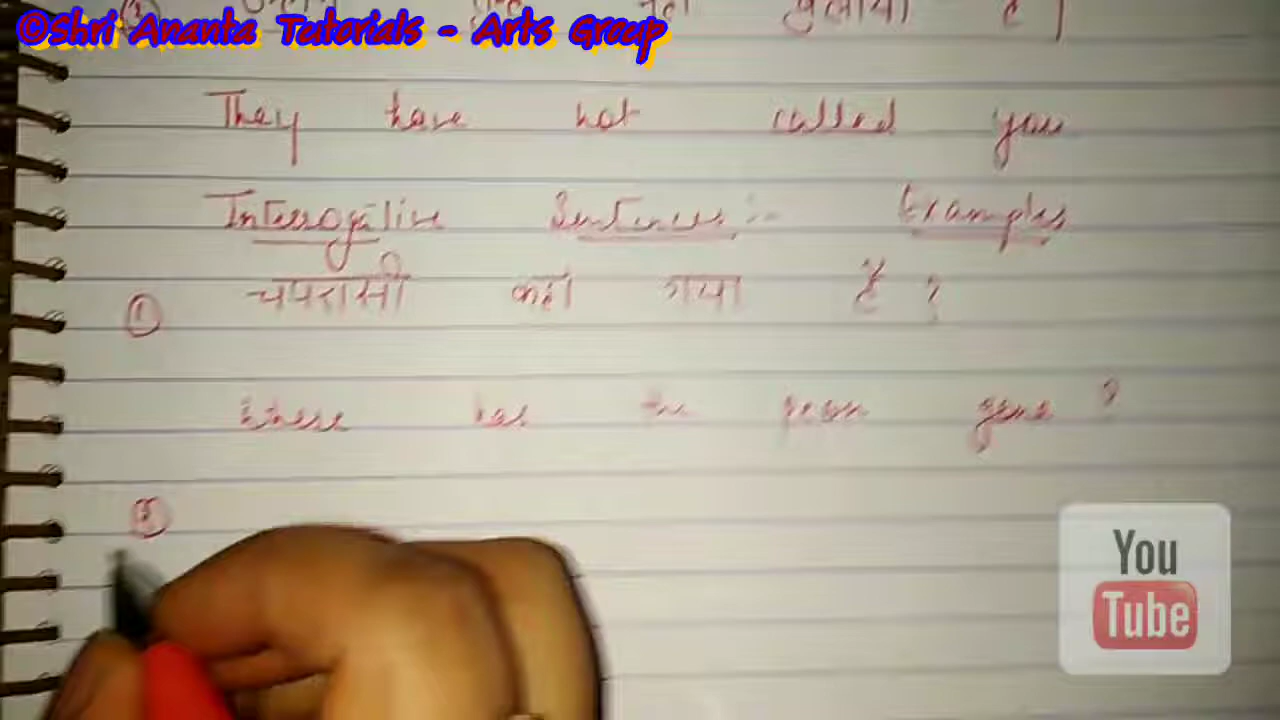 ©Shri Ananta Tutorials - Arts Group
They have not called you
Interrogative Sentences :- Examples
① चपरासी कहां गया है ?
where has the peon gone ?
②
You
Tube